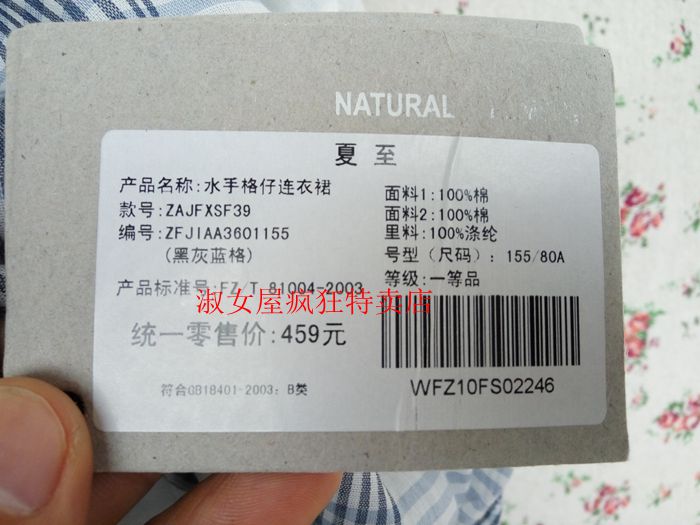 NATURAL
夏 至
产品名称:水手格仔连衣裙
款号:ZAJFXSF39
编号:ZFJIAA3601155
(黑灰蓝格)
产品标准号:FZ/T 81004-2003
统一零售价:459元
符合GB18401-2003: B类
面料1:100%棉
面料2:100%棉
里料:100%涤纶
号型(尺码): 155/80A
等级:一等品
WFZ10FS02246
淑女屋疯狂特卖店